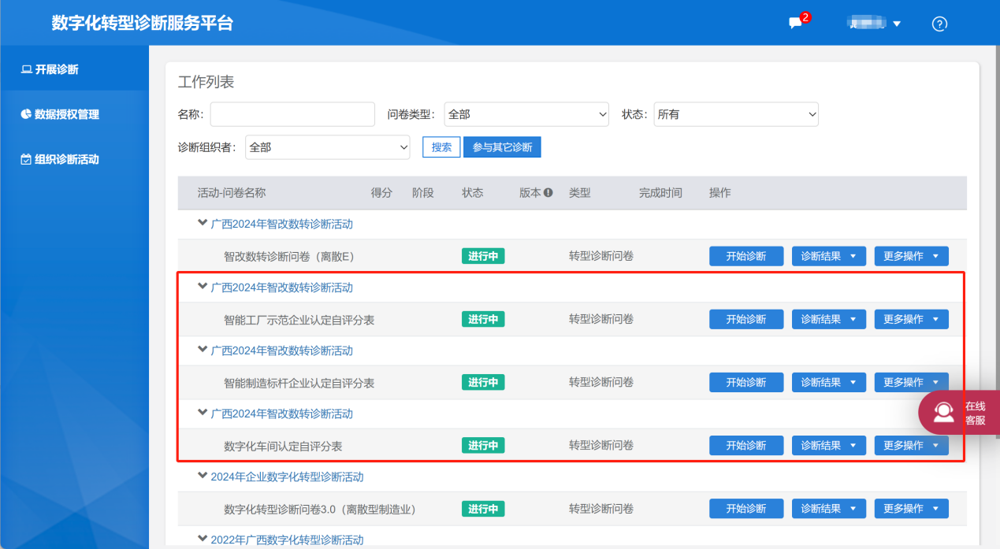 数字化转型诊断服务平台
2
?
开展诊断
数据授权管理
组织诊断活动
工作列表
名称：
问卷类型： 全部
状态： 所有
诊断组织者： 全部
搜索
参与其它诊断
活动-问卷名称 得分 阶段 状态 版本 类型 完成时间 操作
广西2024年智改数转诊断活动
智改数转诊断问卷（离散E） 进行中 转型诊断问卷 开始诊断 诊断结果 更多操作
广西2024年智改数转诊断活动
智能工厂示范企业认定自评分表 进行中 转型诊断问卷 开始诊断 诊断结果 更多操作
广西2024年智改数转诊断活动
智能制造标杆企业认定自评分表 进行中 转型诊断问卷 开始诊断 诊断结果 更多操作
广西2024年智改数转诊断活动
在线
客服
数字化车间认定自评分表 进行中 转型诊断问卷 开始诊断 诊断结果 更多操作
2024年企业数字化转型诊断活动
数字化转型诊断问卷3.0（离散型制造业） 进行中 转型诊断问卷 开始诊断 诊断结果 更多操作
2022年广西数字化转型诊断活动